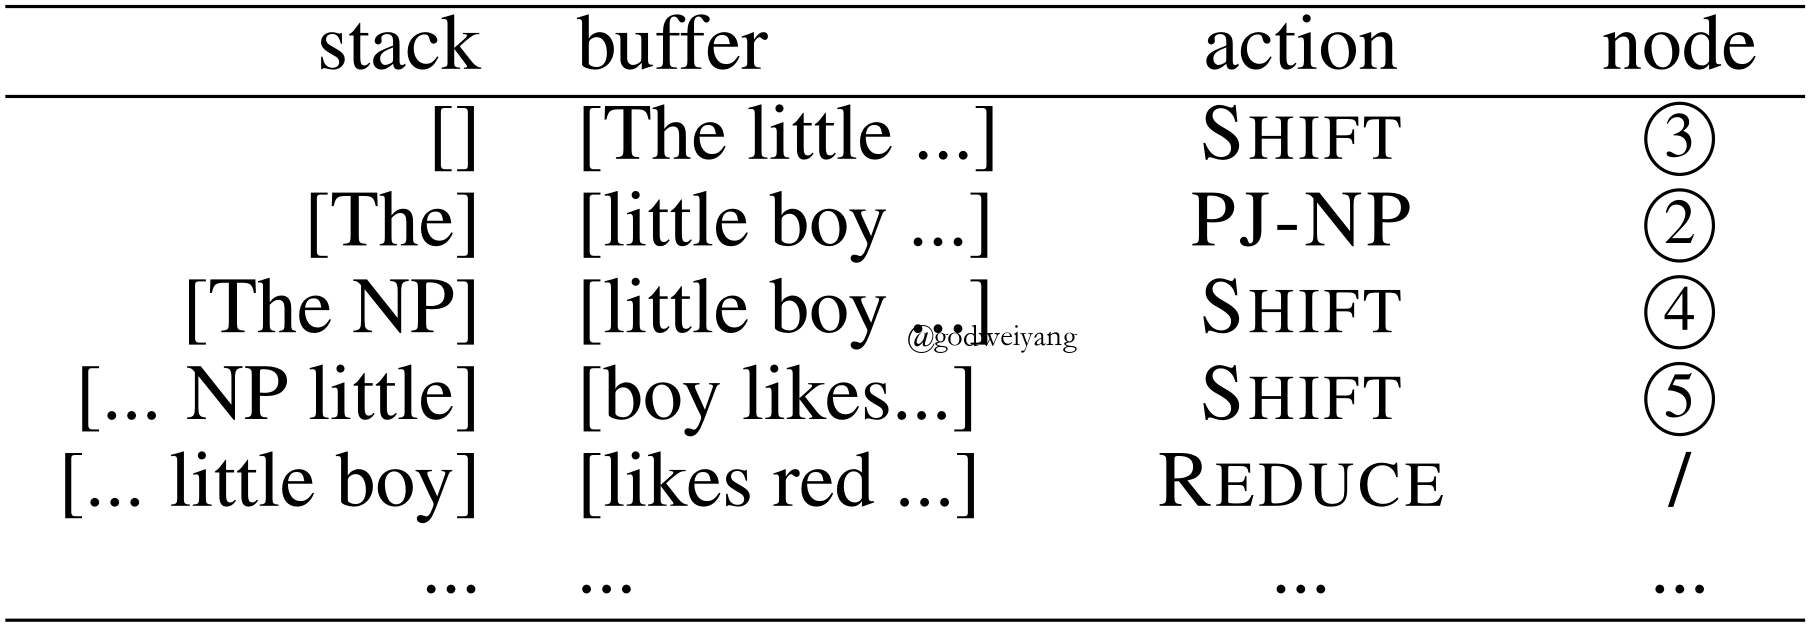 stack buffer action node
[] [The little ...] SHIFT ③
[The] [little boy ...] PJ-NP ②
[The NP] [little boy ...] SHIFT ④
@godweiyang
[... NP little] [boy likes...] SHIFT ⑤
[... little boy] [likes red ...] REDUCE /
... ... ... ...